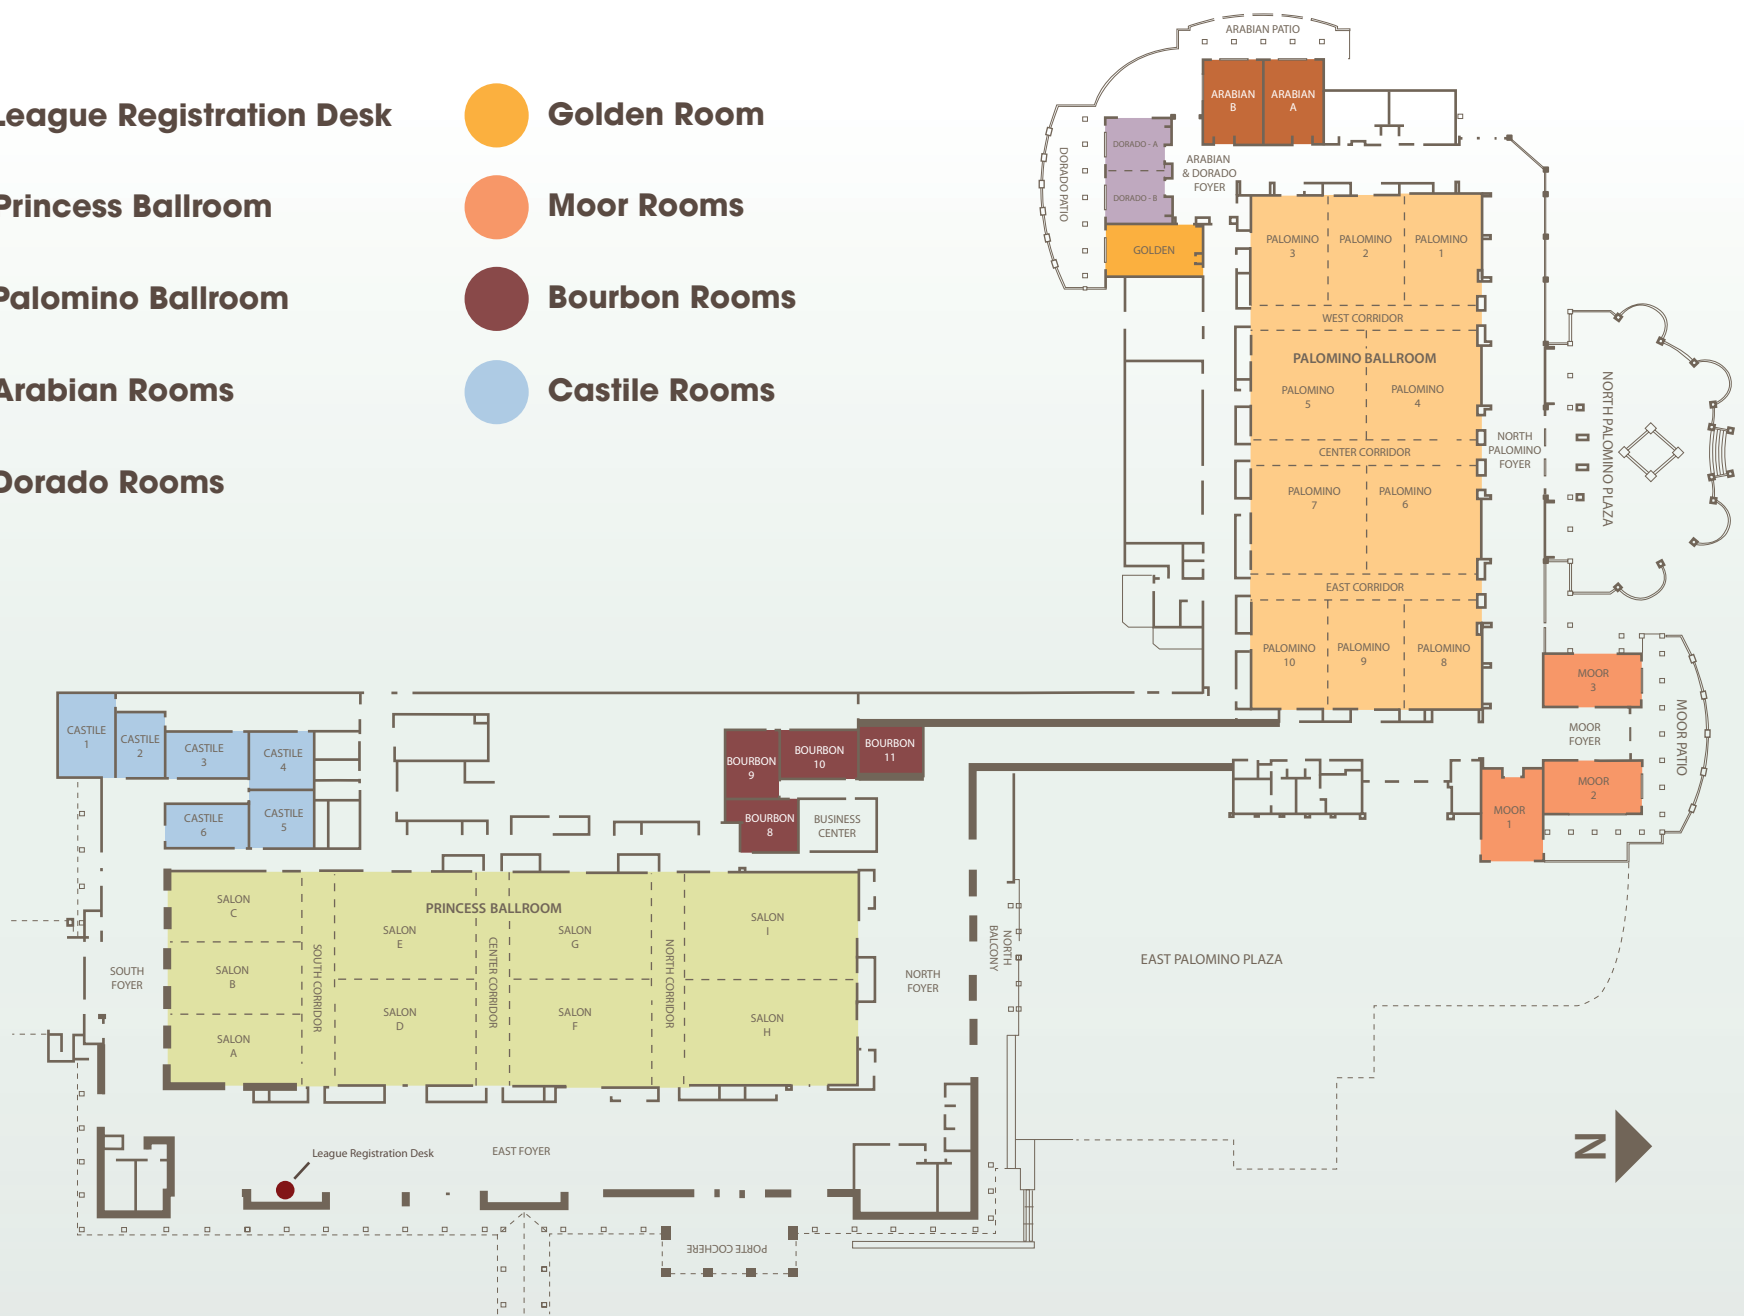 League Registration Desk
Princess Ballroom
Palomino Ballroom
Arabian Rooms
Dorado Rooms
Golden Room
Moor Rooms
Bourbon Rooms
Castile Rooms
ARABIAN PATIO
ARABIAN
B
ARABIAN
A
DORADO PATIO
DORADO - A
DORADO - B
ARABIAN
& DORADO
FOYER
GOLDEN
PALOMINO
3
PALOMINO
2
PALOMINO
1
WEST CORRIDOR
PALOMINO BALLROOM
PALOMINO
5
PALOMINO
4
CENTER CORRIDOR
PALOMINO
7
PALOMINO
6
EAST CORRIDOR
PALOMINO
10
PALOMINO
9
PALOMINO
8
NORTH
PALOMINO
FOYER
NORTH PALOMINO PLAZA
MOOR
3
MOOR
FOYER
MOOR PATIO
MOOR
2
MOOR
1
CASTILE
1
CASTILE
2
CASTILE
3
CASTILE
4
CASTILE
5
CASTILE
6
BOURBON
9
BOURBON
10
BOURBON
11
BOURBON
8
BUSINESS
CENTER
PRINCESS BALLROOM
SALON
C
SALON
B
SALON
A
SOUTH CORRIDOR
SALON
E
SALON
D
CENTER CORRIDOR
SALON
G
SALON
F
NORTH CORRIDOR
SALON
I
SALON
H
SOUTH
FOYER
NORTH
FOYER
NORTH
BALCONY
EAST PALOMINO PLAZA
League Registration Desk
EAST FOYER
PORTE COCHERE
N